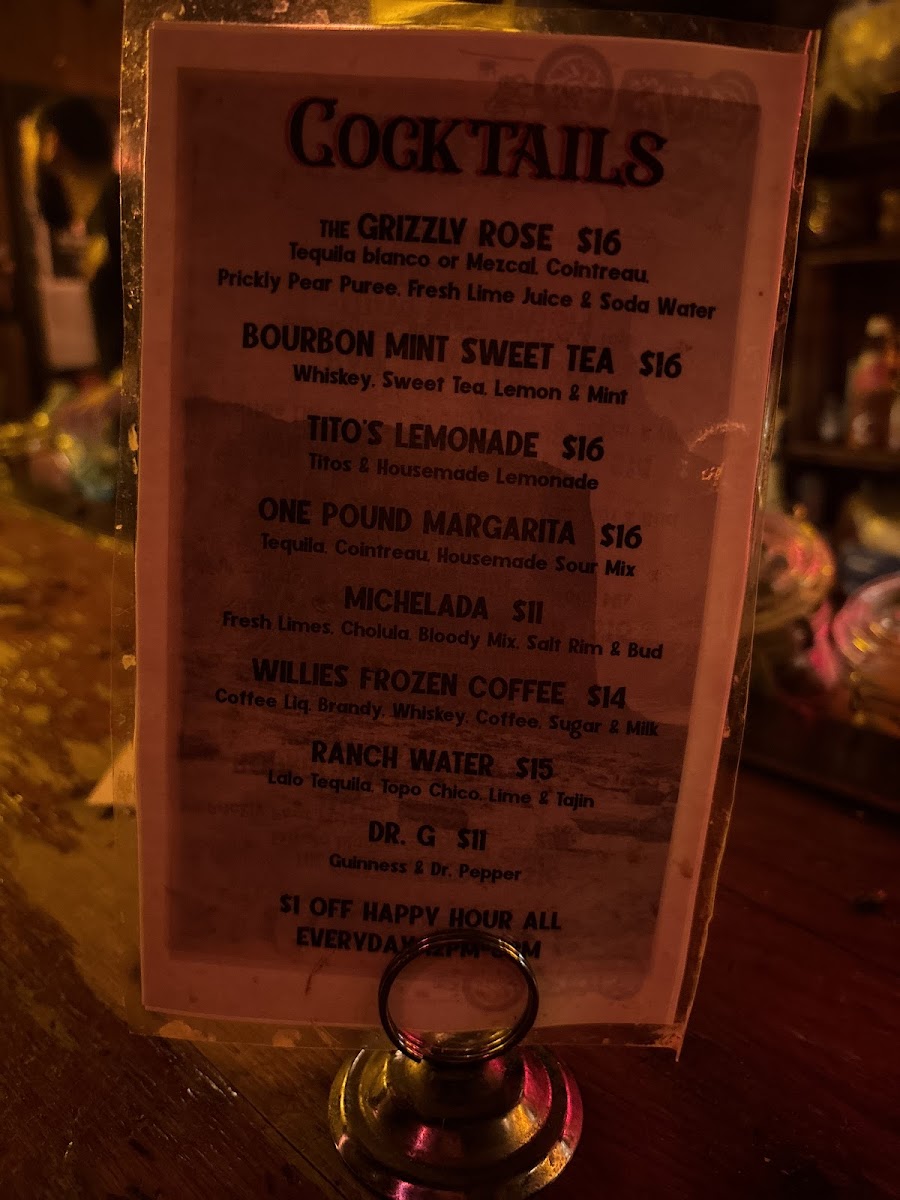 COCKTAILS
THE GRIZZLY ROSE $16
Tequila blanco or Mezcal, Cointreau,
Prickly Pear Puree, Fresh Lime Juice & Soda Water
BOURBON MINT SWEET TEA $16
Whiskey, Sweet Tea, Lemon & Mint
TITO'S LEMONADE $16
Titos & Housemade Lemonade
ONE POUND MARGARITA $16
Tequila, Cointreau, Housemade Sour Mix
MICHELADA $11
Fresh Limes, Cholula, Bloody Mix, Salt Rim & Bud
WILLIES FROZEN COFFEE $14
Coffee Liq, Brandy, Whiskey, Coffee, Sugar & Milk
RANCH WATER $15
Lalo Tequila, Topo Chico, Lime & Tajin
DR. G $11
Guinness & Dr. Pepper
$1 OFF HAPPY HOUR ALL
EVERYDAY 12PM